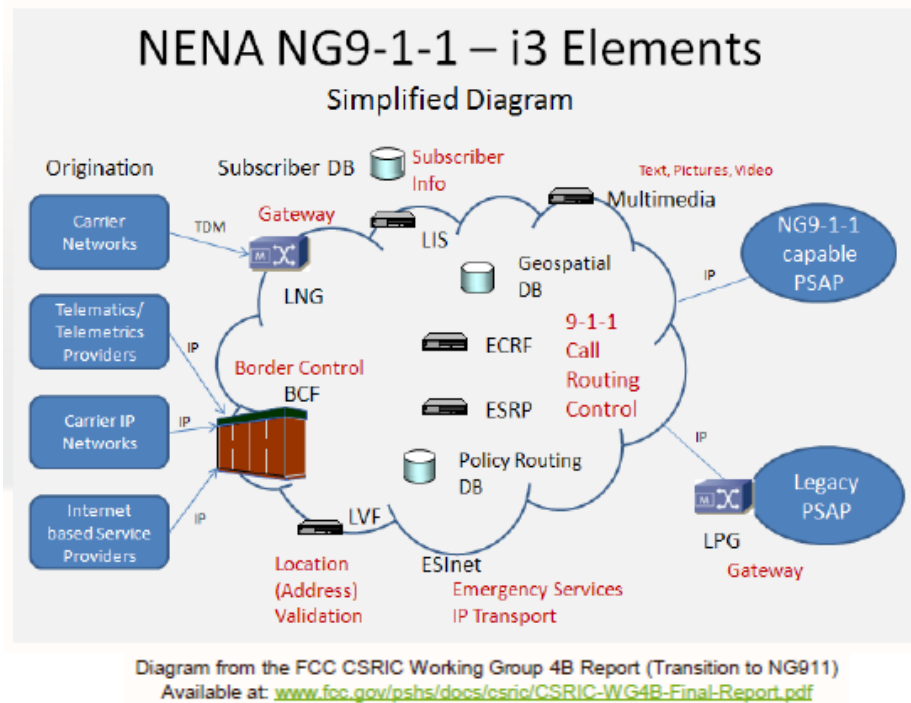 NENA NG9-1-1 – i3 Elements
Simplified Diagram
Origination
Subscriber DB
Subscriber
Info
Text, Pictures, Video
Multimedia
Carrier
Networks
TDM
Gateway
M
LNG
LIS
NG9-1-1
capable
PSAP
IP
Geospatial
DB
Telematics/
Telemetrics
Providers
IP
ECRF
9-1-1
Call
Routing
Control
Border Control
BCF
ESRP
Carrier IP
Networks
IP
Policy Routing
DB
IP
Legacy
PSAP
M
LPG
Gateway
Internet
based Service
Providers
IP
LVF
Location
(Address)
Validation
ESInet
Emergency Services
IP Transport
Diagram from the FCC CSRIC Working Group 4B Report (Transition to NG911)
Available at: www.fcc.gov/pshs/docs/csric/CSRIC-WG4B-Final-Report.pdf